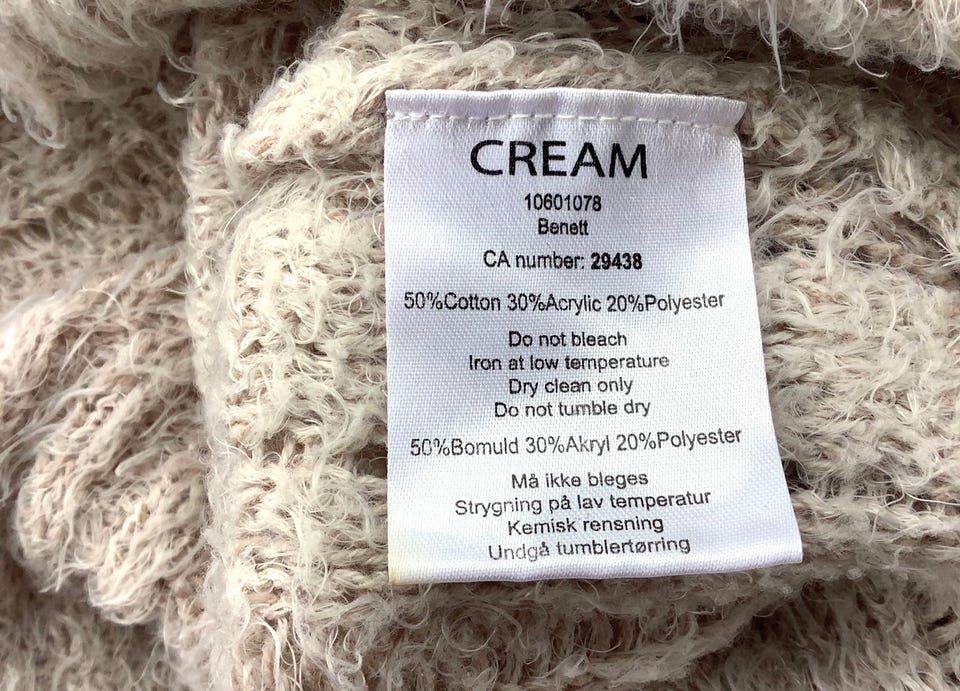 CREAM
10601078
Benett
CA number: 29438
50%Cotton 30%Acrylic 20%Polyester
Do not bleach
Iron at low temperature
Dry clean only
Do not tumble dry
50%Bomuld 30%Akryl 20%Polyester
Må ikke bleges
Strygning på lav temperatur
Kemisk rensning
Undgå tumblertørring